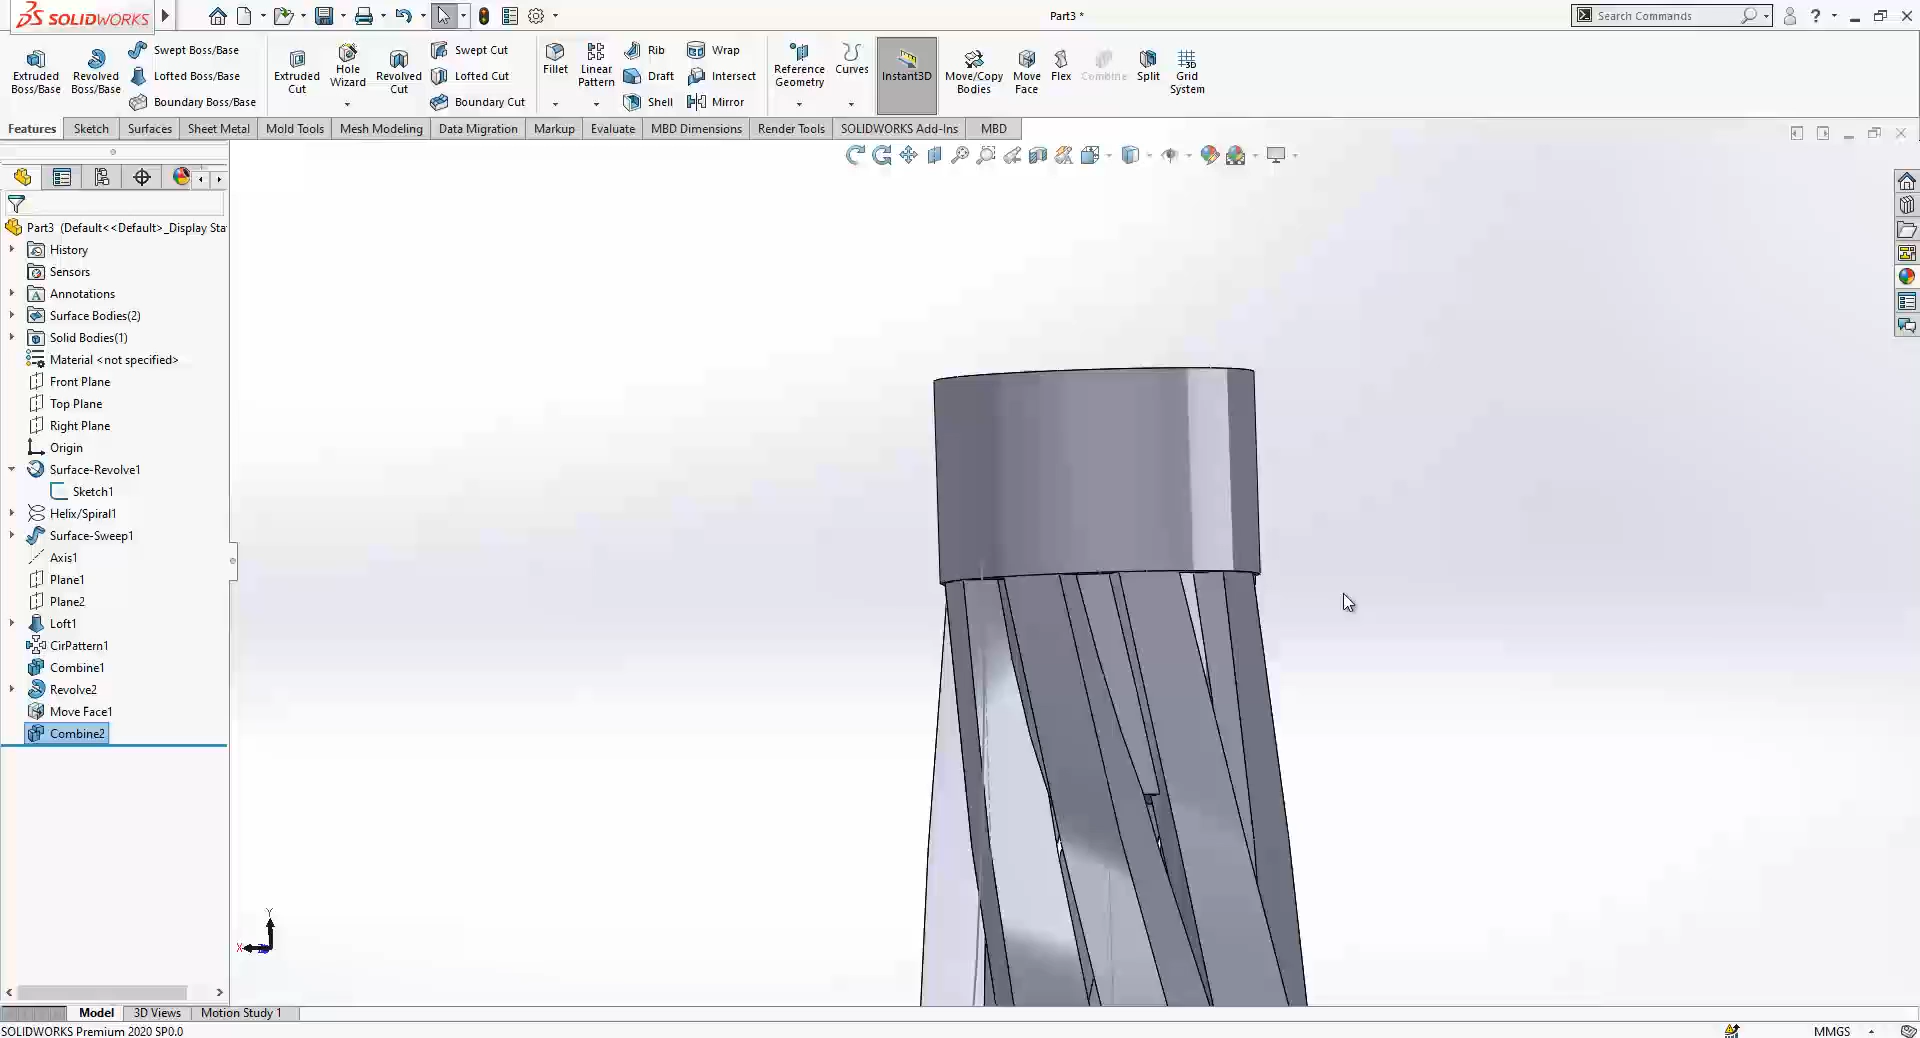 SOLIDWORKS
Part3 *
Search Commands
Extruded Boss/Base
Revolved Boss/Base
Swept Boss/Base
Lofted Boss/Base
Boundary Boss/Base
Extruded Cut
Hole Wizard
Revolved Cut
Swept Cut
Lofted Cut
Boundary Cut
Fillet
Linear Pattern
Rib
Draft
Shell
Wrap
Intersect
Mirror
Reference Geometry
Curves
Instant3D
Move/Copy Bodies
Move Face
Flex
Combine
Split
Grid System
Features
Sketch
Surfaces
Sheet Metal
Mold Tools
Mesh Modeling
Data Migration
Markup
Evaluate
MBD Dimensions
Render Tools
SOLIDWORKS Add-Ins
MBD
Part3 (Default<<Default>_Display Sta
History
Sensors
Annotations
Surface Bodies(2)
Solid Bodies(1)
Material <not specified>
Front Plane
Top Plane
Right Plane
Origin
Surface-Revolve1
Sketch1
Helix/Spiral1
Surface-Sweep1
Axis1
Plane1
Plane2
Loft1
CirPattern1
Combine1
Revolve2
Move Face1
Combine2
Y
X
Model
3D Views
Motion Study 1
SOLIDWORKS Premium 2020 SP0.0
MMGS